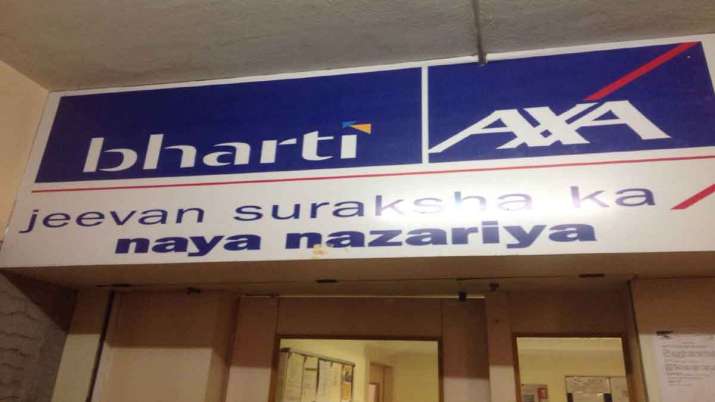 bharti AXA
jeevan suraksha ka
naya nazariya